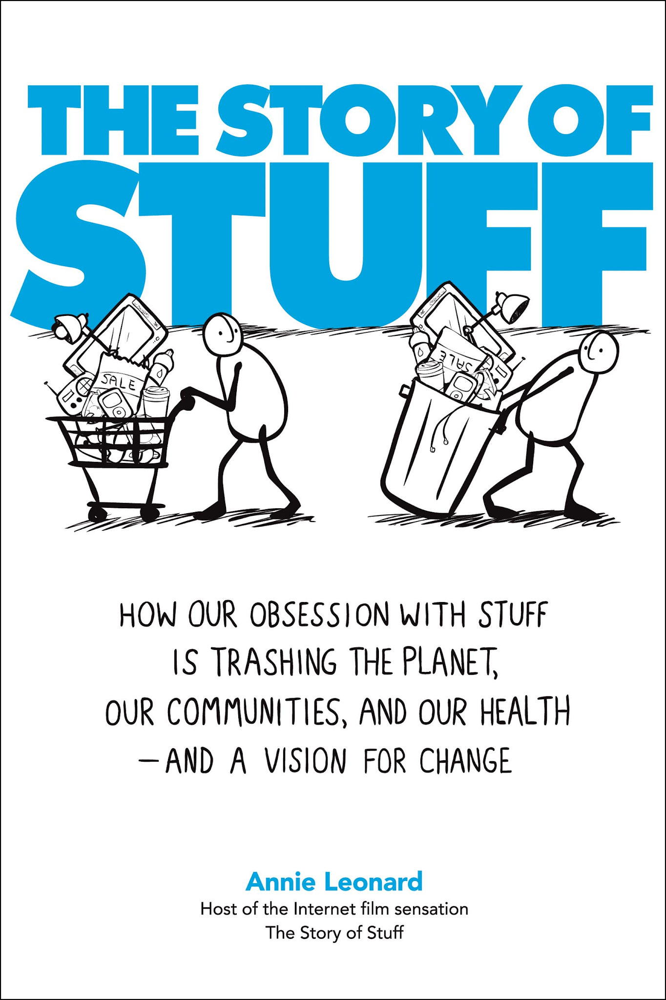 THE STORY OF
STUFF
SALE
SALE
HOW OUR OBSESSION WITH STUFF
IS TRASHING THE PLANET,
OUR COMMUNITIES, AND OUR HEALTH
—AND A VISION FOR CHANGE
Annie Leonard
Host of the Internet film sensation
The Story of Stuff